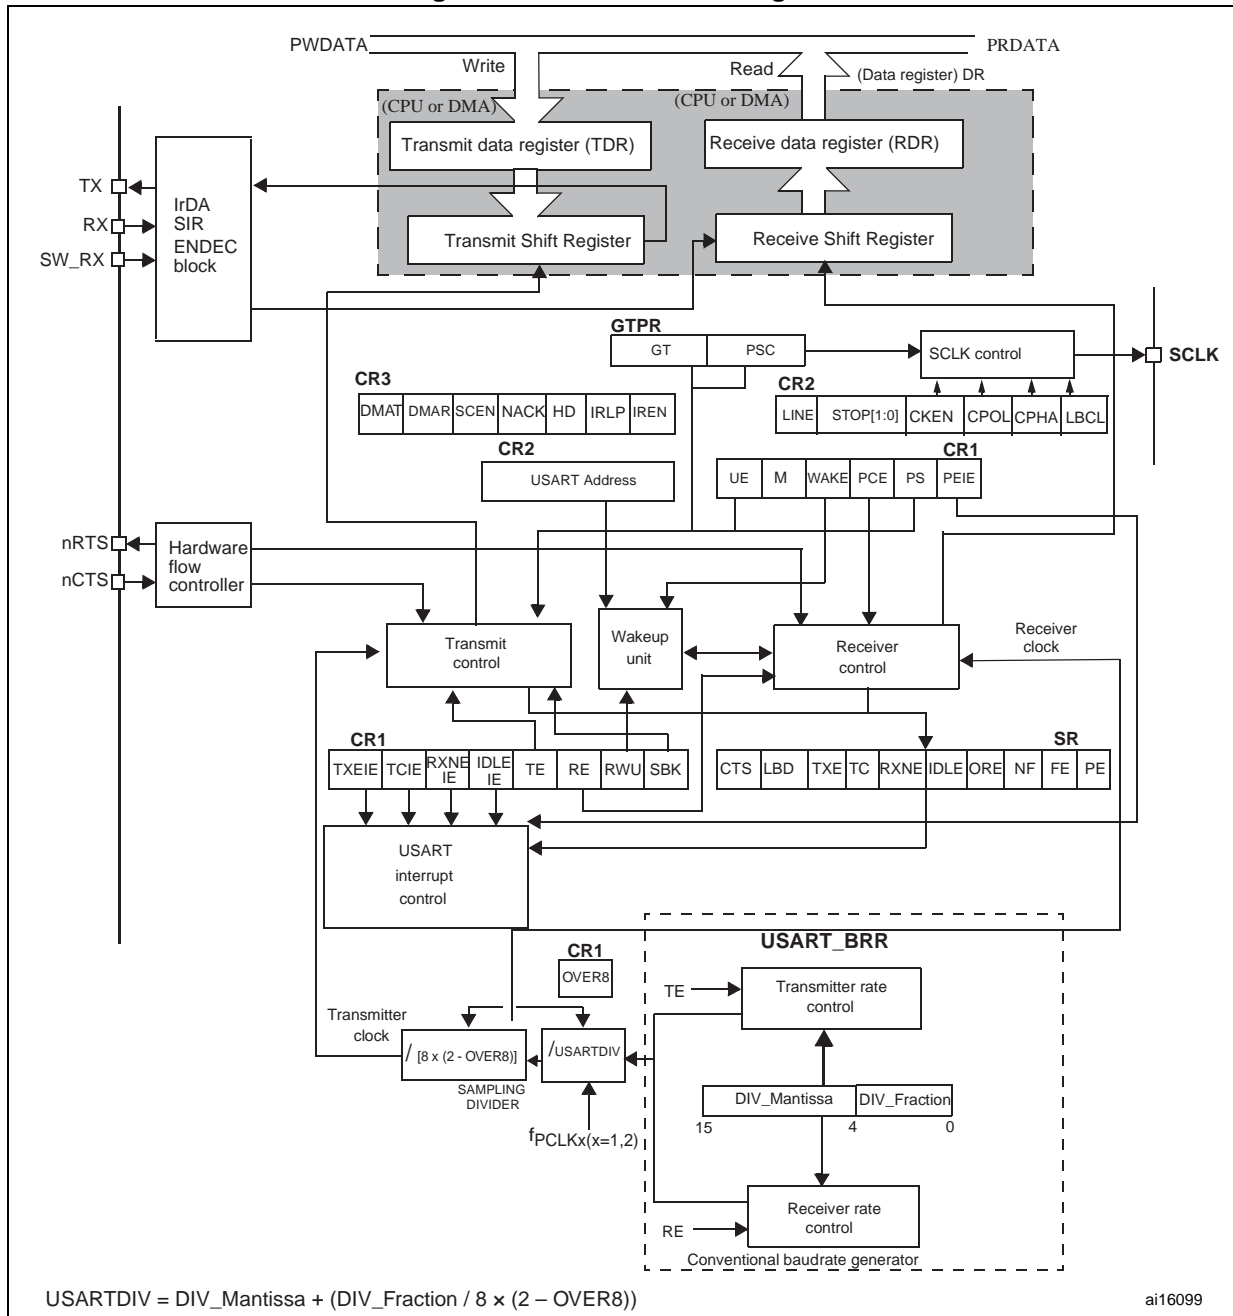 PWDATA
PRDATA
Write
Read
(Data register) DR
(CPU or DMA)
(CPU or DMA)
Transmit data register (TDR)
Receive data register (RDR)
TX
RX
SW_RX
IrDA
SIR
ENDEC
block
Transmit Shift Register
Receive Shift Register
GTPR
GT
PSC
SCLK control
SCLK
CR3
DMAT DMAR SCEN NACK HD IRLP IREN
CR2
LINE STOP[1:0] CKEN CPOL CPHA LBCL
CR2
USART Address
CR1
UE M WAKE PCE PS PEIE
nRTS
nCTS
Hardware
flow
controller
Transmit
control
Wakeup
unit
Receiver
control
Receiver
clock
CR1
TXEIE TCIE RXNE IE IDLE IE TE RE RWU SBK
SR
CTS LBD TXE TC RXNE IDLE ORE NF FE PE
USART
interrupt
control
CR1
OVER8
USART_BRR
TE
Transmitter rate
control
Transmitter
clock
/ [8 x (2 - OVER8)]
/USARTDIV
SAMPLING
DIVIDER
DIV_Mantissa DIV_Fraction
15 4 0
fPCLKx(x=1,2)
RE
Receiver rate
control
Conventional baudrate generator
USARTDIV = DIV_Mantissa + (DIV_Fraction / 8 × (2 – OVER8))
ai16099